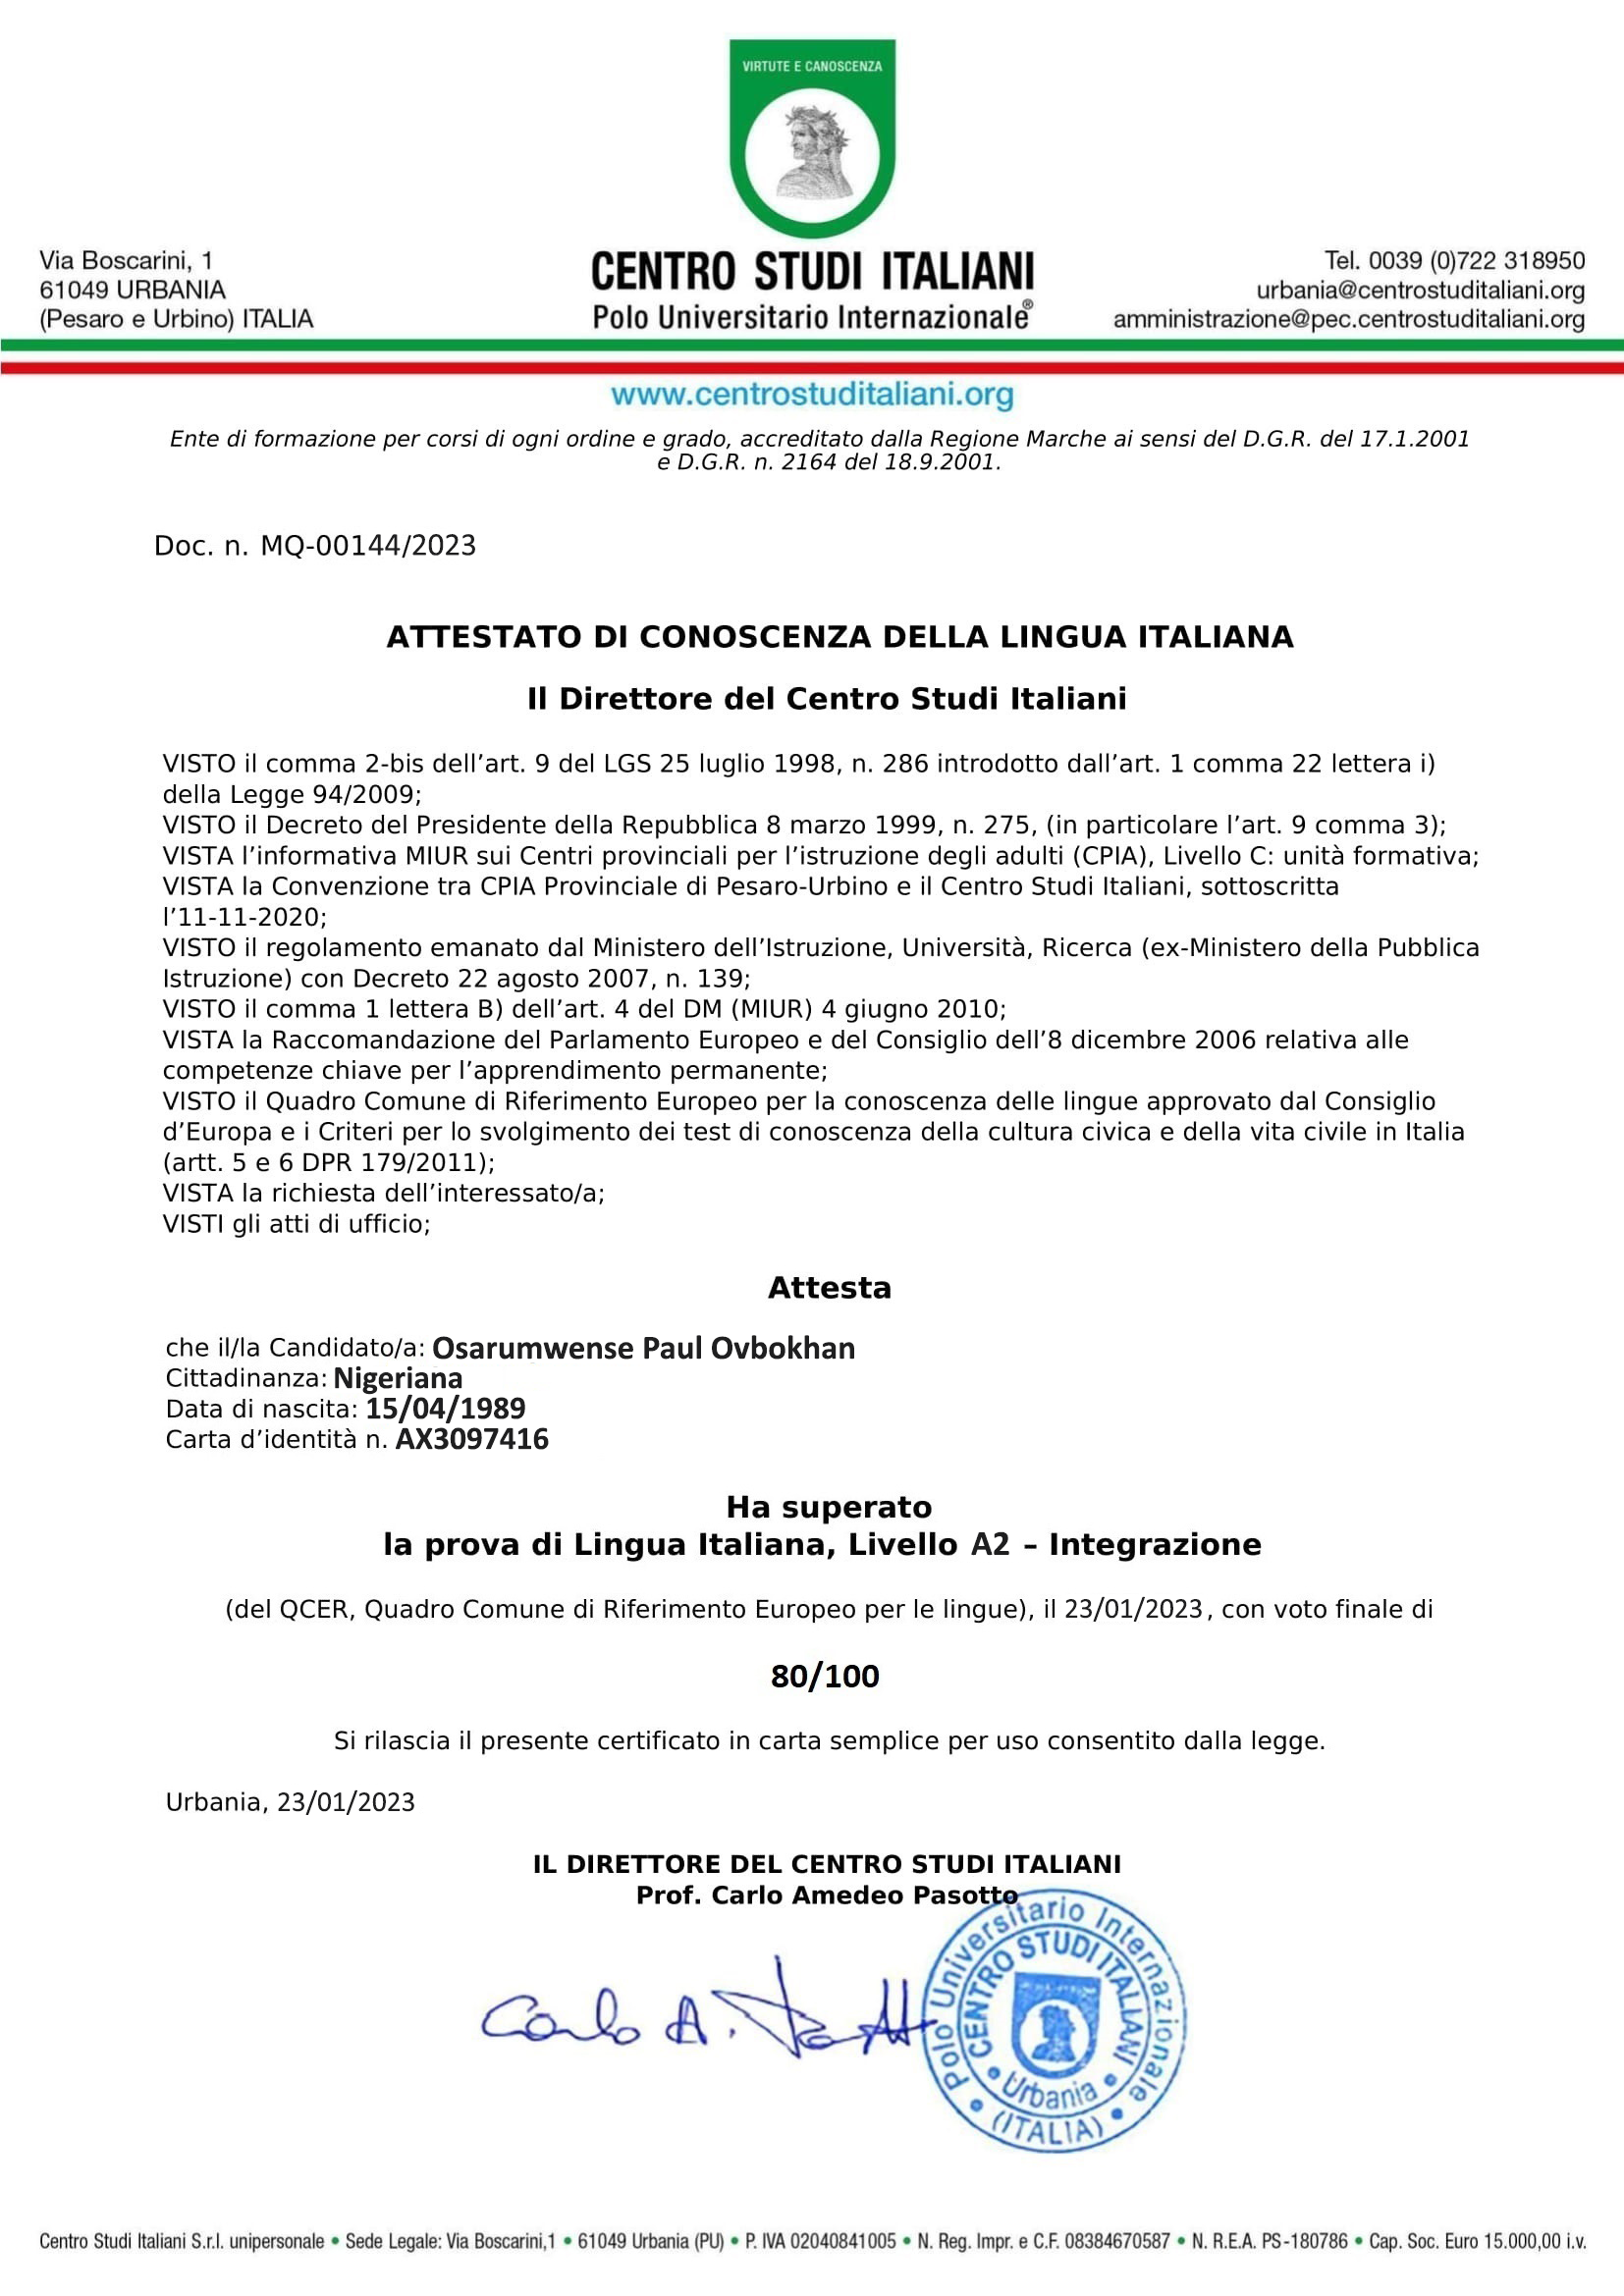 VIRTUTE E CANOSCENZA
Via Boscarini, 1
61049 URBANIA
(Pesaro e Urbino) ITALIA
CENTRO STUDI ITALIANI
Polo Universitario Internazionale®
Tel. 0039 (0)722 318950
urbania@centrostuditaliani.org
amministrazione@pec.centrostuditaliani.org
www.centrostuditaliani.org
Ente di formazione per corsi di ogni ordine e grado, accreditato dalla Regione Marche ai sensi del D.G.R. del 17.1.2001
e D.G.R. n. 2164 del 18.9.2001.
Doc. n. MQ-00144/2023
ATTESTATO DI CONOSCENZA DELLA LINGUA ITALIANA
Il Direttore del Centro Studi Italiani
VISTO il comma 2-bis dell’art. 9 del LGS 25 luglio 1998, n. 286 introdotto dall’art. 1 comma 22 lettera i)
della Legge 94/2009;
VISTO il Decreto del Presidente della Repubblica 8 marzo 1999, n. 275, (in particolare l’art. 9 comma 3);
VISTA l’informativa MIUR sui Centri provinciali per l’istruzione degli adulti (CPIA), Livello C: unità formativa;
VISTA la Convenzione tra CPIA Provinciale di Pesaro-Urbino e il Centro Studi Italiani, sottoscritta
l’11-11-2020;
VISTO il regolamento emanato dal Ministero dell’Istruzione, Università, Ricerca (ex-Ministero della Pubblica
Istruzione) con Decreto 22 agosto 2007, n. 139;
VISTO il comma 1 lettera B) dell’art. 4 del DM (MIUR) 4 giugno 2010;
VISTA la Raccomandazione del Parlamento Europeo e del Consiglio dell’8 dicembre 2006 relativa alle
competenze chiave per l’apprendimento permanente;
VISTO il Quadro Comune di Riferimento Europeo per la conoscenza delle lingue approvato dal Consiglio
d’Europa e i Criteri per lo svolgimento dei test di conoscenza della cultura civica e della vita civile in Italia
(artt. 5 e 6 DPR 179/2011);
VISTA la richiesta dell’interessato/a;
VISTI gli atti di ufficio;
Attesta
che il/la Candidato/a: Osarumwense Paul Ovbokhan
Cittadinanza: Nigeriana
Data di nascita: 15/04/1989
Carta d’identità n. AX3097416
Ha superato
la prova di Lingua Italiana, Livello A2 – Integrazione
(del QCER, Quadro Comune di Riferimento Europeo per le lingue), il 23/01/2023, con voto finale di
80/100
Si rilascia il presente certificato in carta semplice per uso consentito dalla legge.
Urbania, 23/01/2023
IL DIRETTORE DEL CENTRO STUDI ITALIANI
Prof. Carlo Amedeo Pasotto
Carlo A. Pasotto
Polo Universitario Internazionale
CENTRO STUDI ITALIANI
• Urbania •
• (ITALIA) •
Centro Studi Italiani S.r.l. unipersonale • Sede Legale: Via Boscarini,1 • 61049 Urbania (PU) • P. IVA 02040841005 • N. Reg. Impr. e C.F. 08384670587 • N. R.E.A. PS-180786 • Cap. Soc. Euro 15.000,00 i.v.